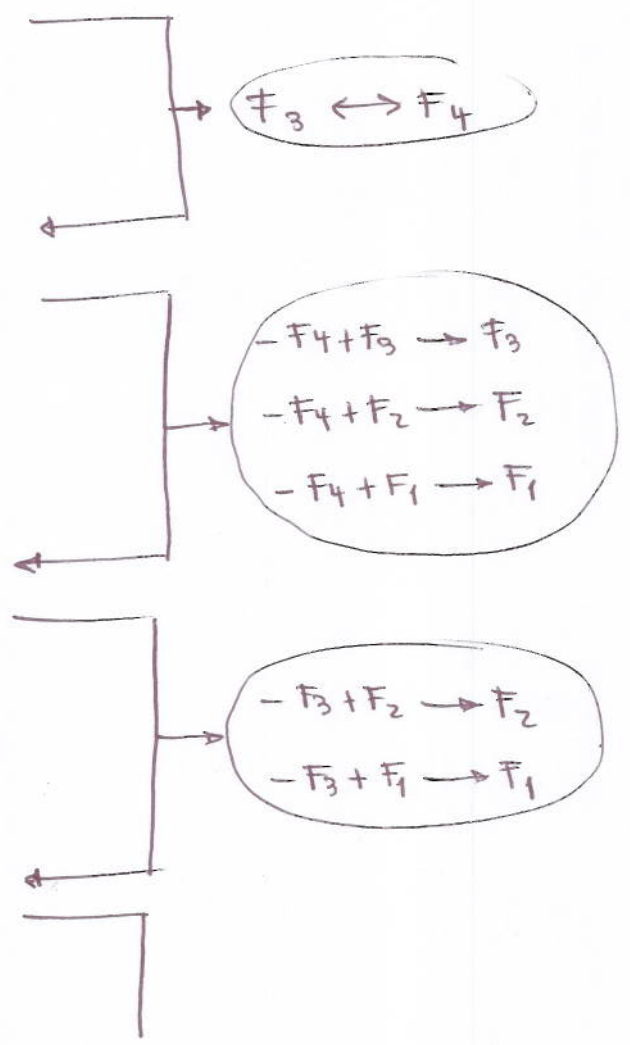 F₃ ↔ F₄
- F₄ + F₃ → F₃
- F₄ + F₂ → F₂
- F₄ + F₁ → F₁
- F₃ + F₂ → F₂
- F₃ + F₁ → F₁